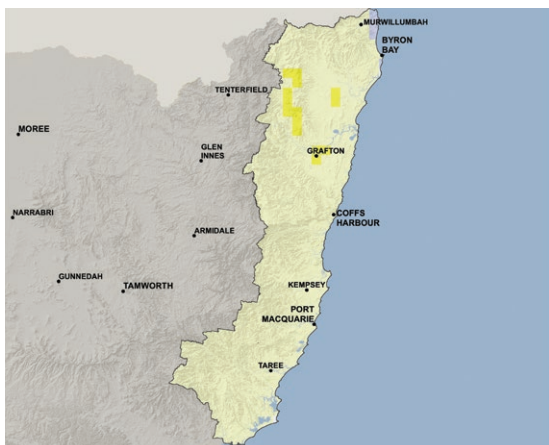 MURWILLUMBAH
BYRON
BAY
TENTERFIELD
MOREE
GLEN
INNES
GRAFTON
NARRABRI
COFFS
HARBOUR
ARMIDALE
GUNNEDAH
TAMWORTH
KEMPSEY
PORT
MACQUARIE
TAREE